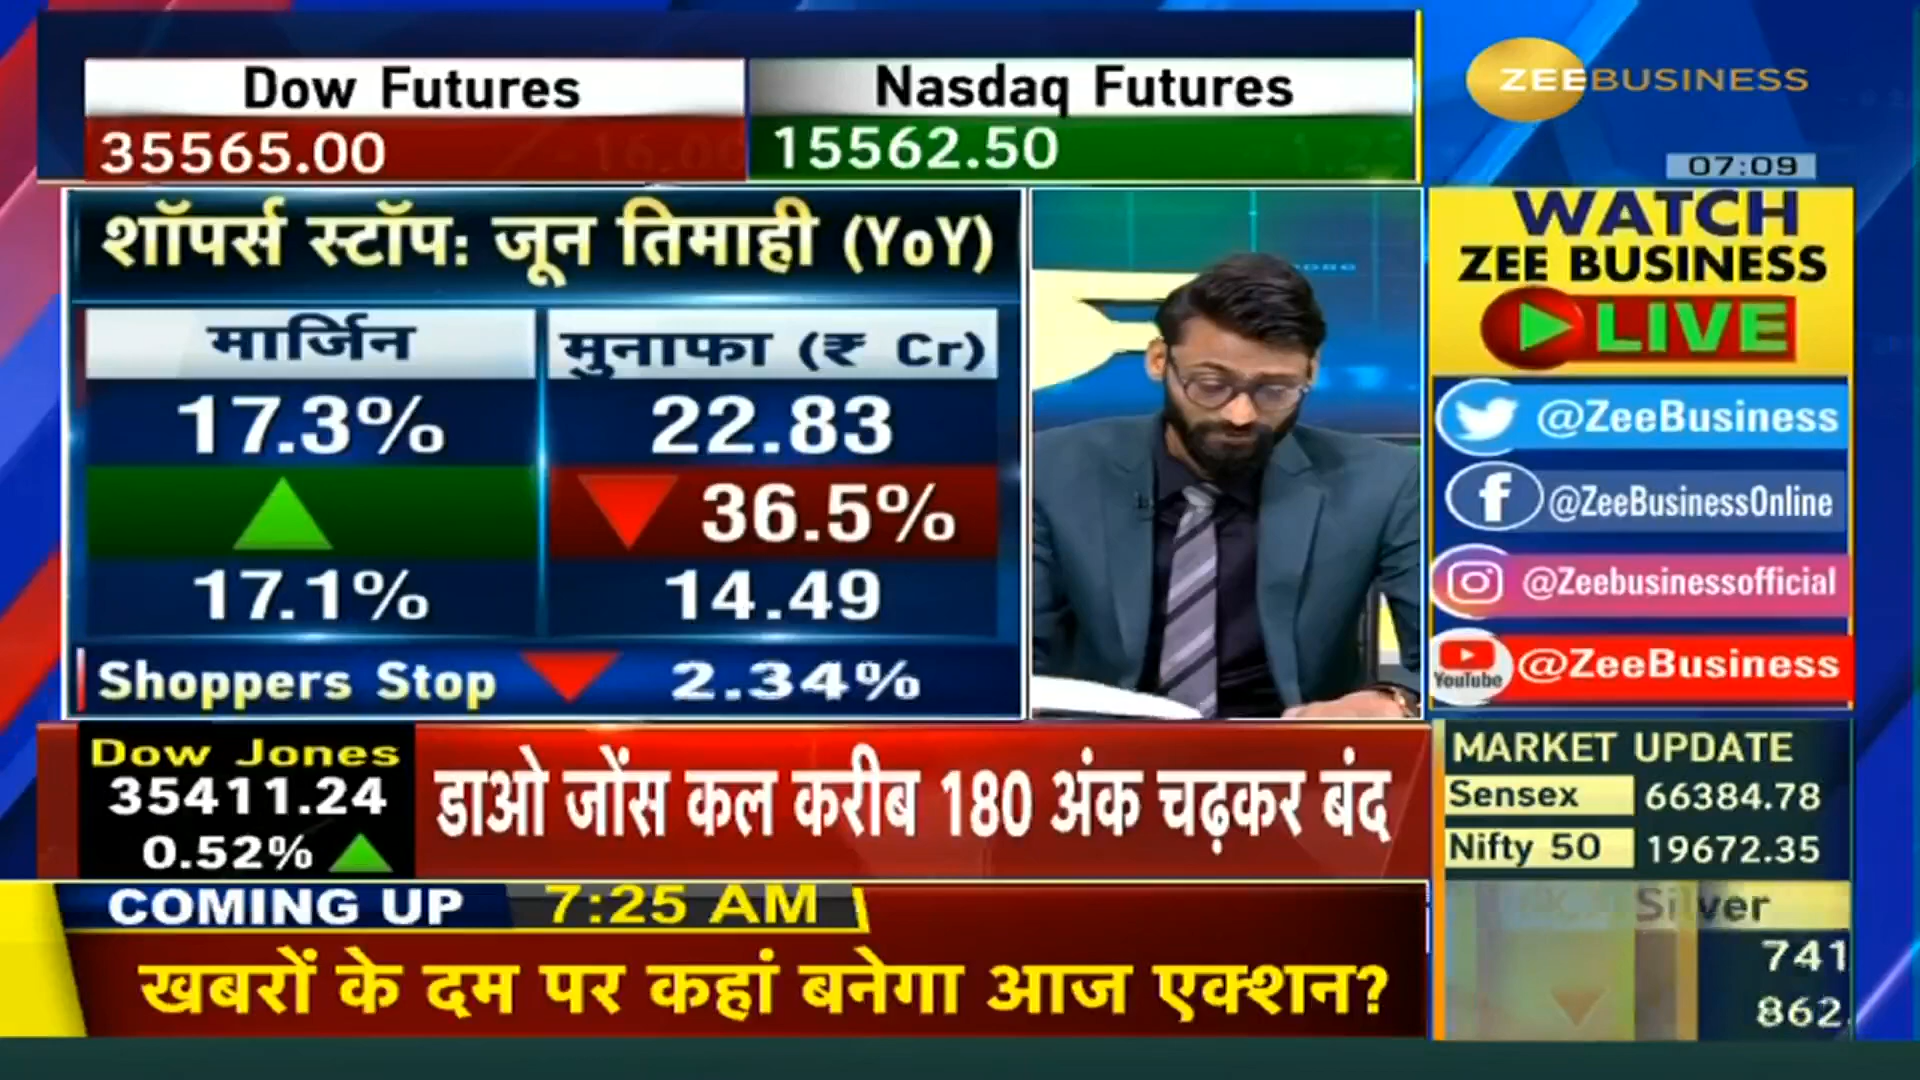 Dow Futures
35565.00
Nasdaq Futures
15562.50
ZEEBUSINESS
07:09
शॉपर्स स्टॉप: जून तिमाही (YoY)
मार्जिन
मुनाफा (₹ Cr)
17.3%
22.83
36.5%
17.1%
14.49
Shoppers Stop
2.34%
WATCH
ZEE BUSINESS
LIVE
@ZeeBusiness
@ZeeBusinessOnline
@Zeebusinessofficial
YouTube @ZeeBusiness
Dow Jones
35411.24
0.52%
डाओ जोंस कल करीब 180 अंक चढ़कर बंद
MARKET UPDATE
Sensex 66384.78
Nifty 50 19672.35
Silver
741
862
COMING UP 7:25 AM
खबरों के दम पर कहां बनेगा आज एक्शन?